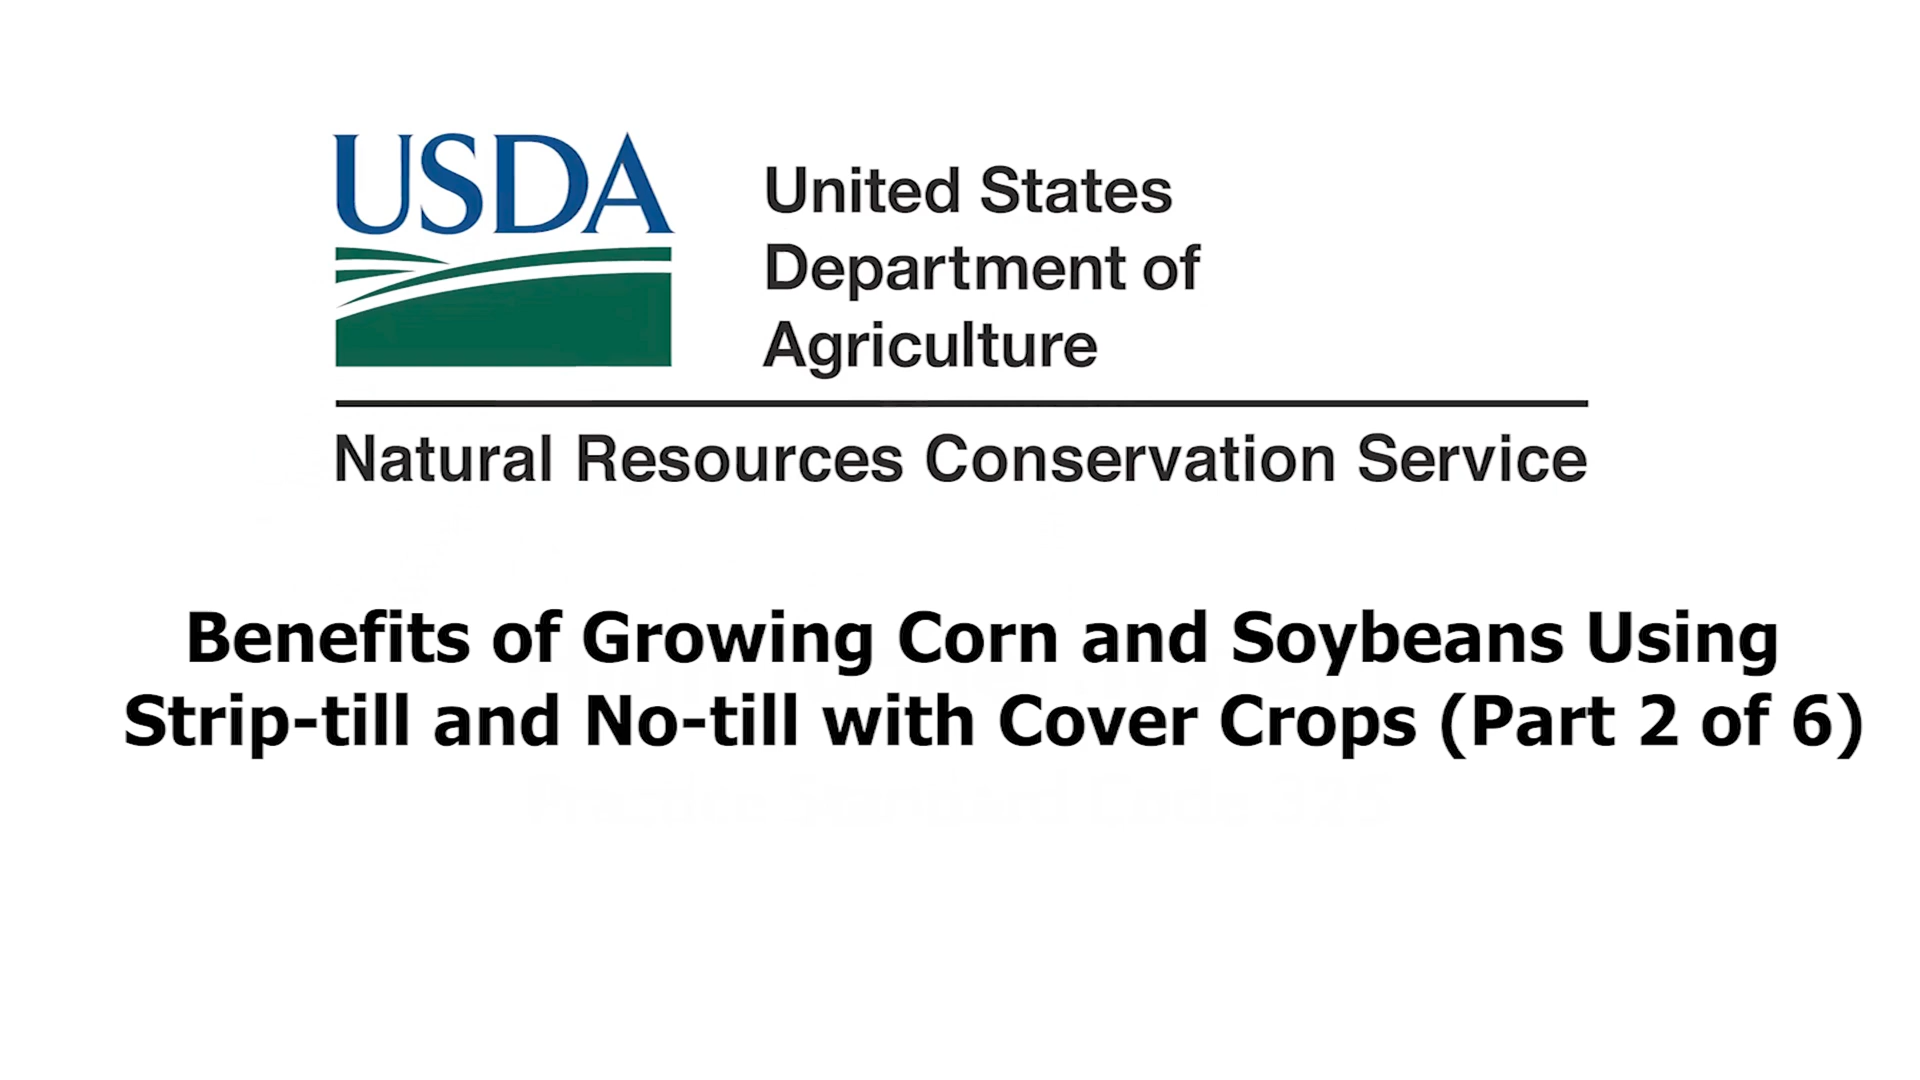 USDA
United States
Department of
Agriculture
Natural Resources Conservation Service
Benefits of Growing Corn and Soybeans Using
Strip-till and No-till with Cover Crops (Part 2 of 6)